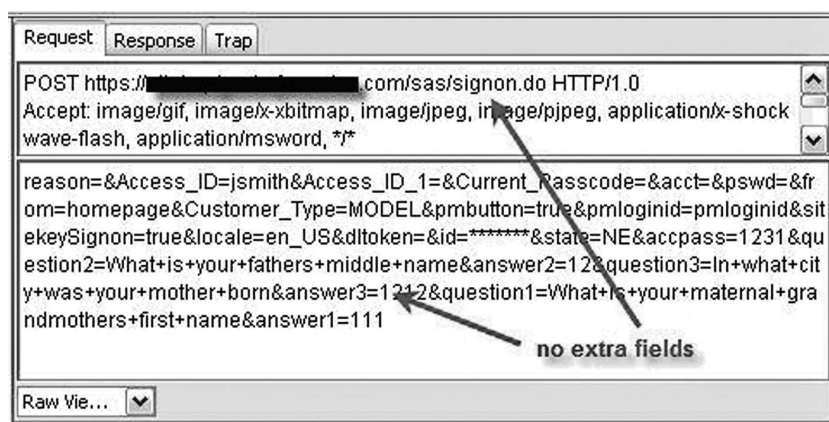 Request Response Trap
POST https:// .com/sas/signon.do HTTP/1.0
Accept: image/gif, image/x-xbitmap, image/jpeg, image/pjpeg, application/x-shock
wave-flash, application/msword, */*
reason=&Access_ID=jsmith&Access_ID_1=&Current_Passcode=&acct=&pswd=&fr
om=homepage&Customer_Type=MODEL&pmbutton=true&pmloginid=pmloginid&sit
ekeySignon=true&locale=en_US&dltoken=&id=*******&state=NE&accpass=1231&qu
estion2=What+is+your+fathers+middle+name&answer2=12&question3=In+what+cit
y+was+your+mother+born&answer3=1212&question1=What+is+your+maternal+gra
ndmothers+first+name&answer1=111
no extra fields
Raw Vie...